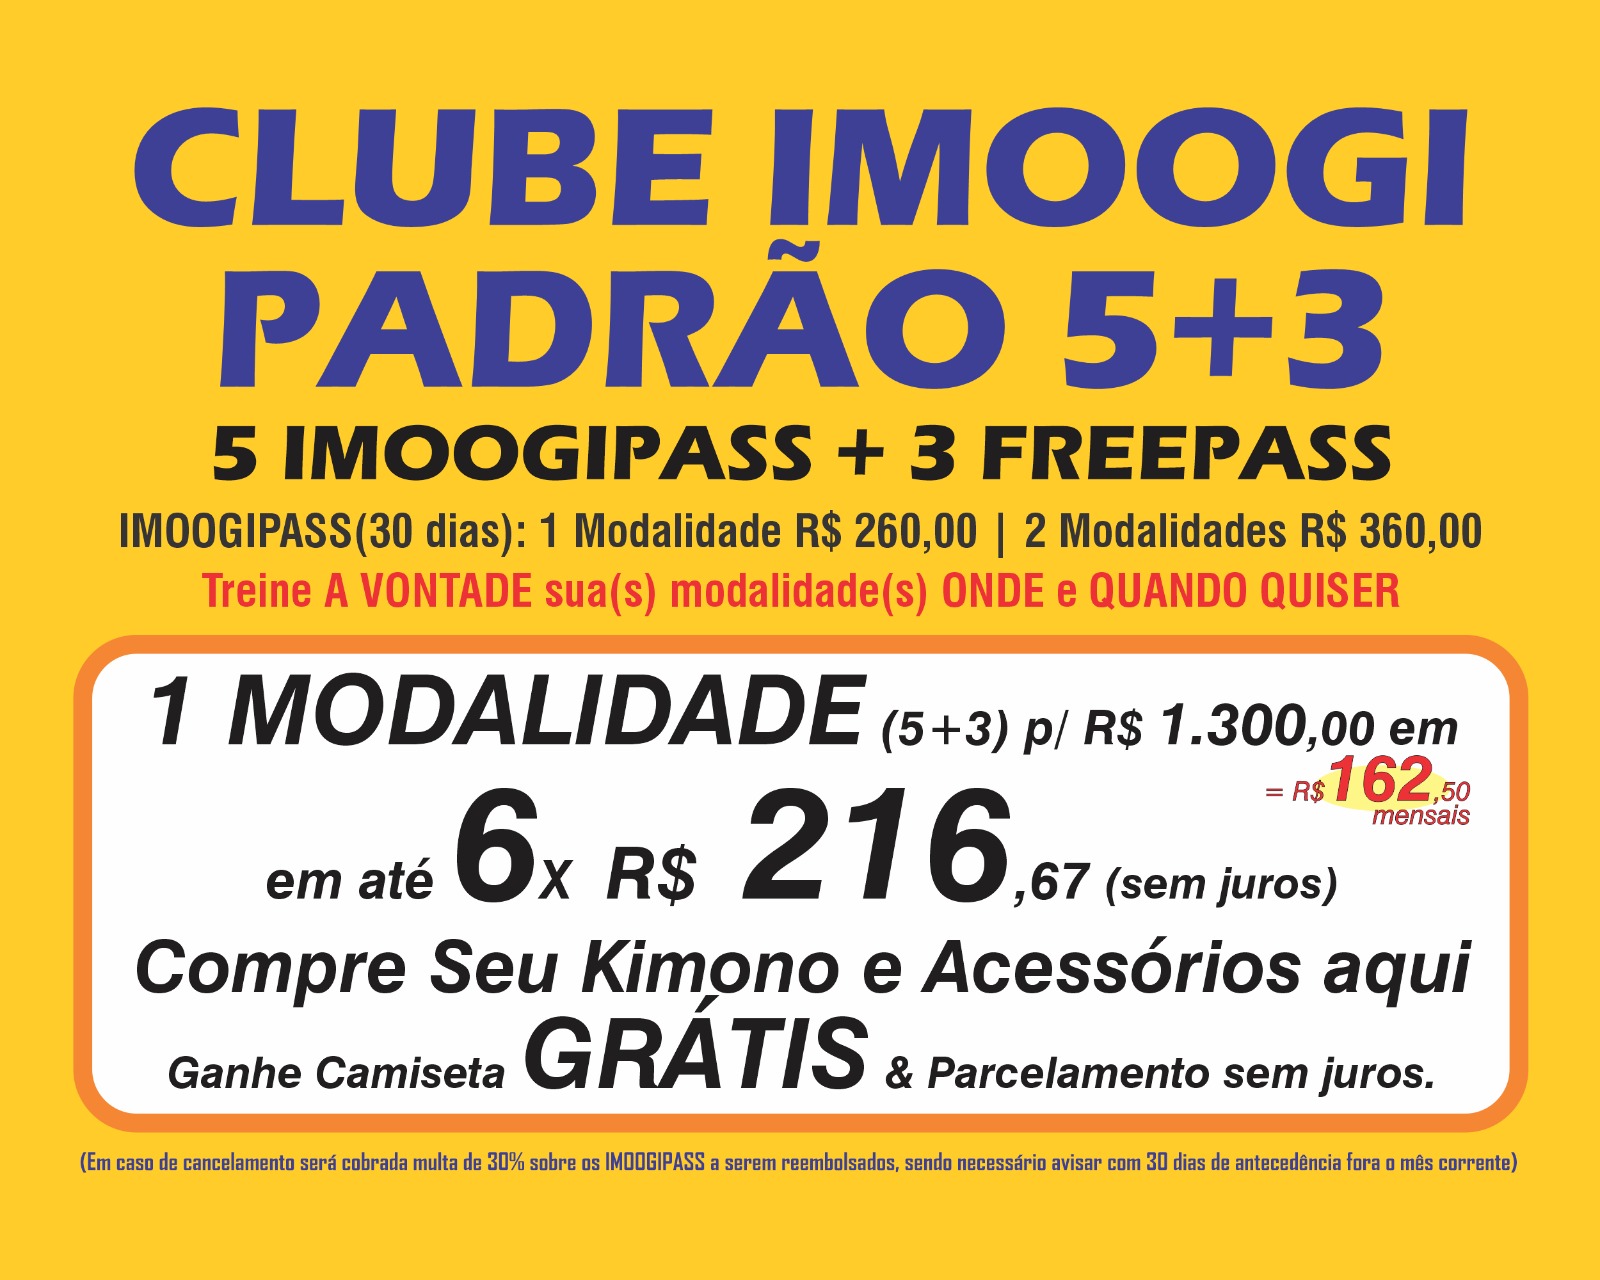 CLUBE IMOOGI
PADRÃO 5+3
5 IMOOGIPASS + 3 FREEPASS
IMOOGIPASS(30 dias): 1 Modalidade R$ 260,00 | 2 Modalidades R$ 360,00
Treine A VONTADE sua(s) modalidade(s) ONDE e QUANDO QUISER
1 MODALIDADE (5+3) p/ R$ 1.300,00 em
= R$ 162,50
mensais
em até 6x R$ 216,67 (sem juros)
Compre Seu Kimono e Acessórios aqui
Ganhe Camiseta GRÁTIS & Parcelamento sem juros.
(Em caso de cancelamento será cobrada multa de 30% sobre os IMOOGIPASS a serem reembolsados, sendo necessário avisar com 30 dias de antecedência fora o mês corrente)